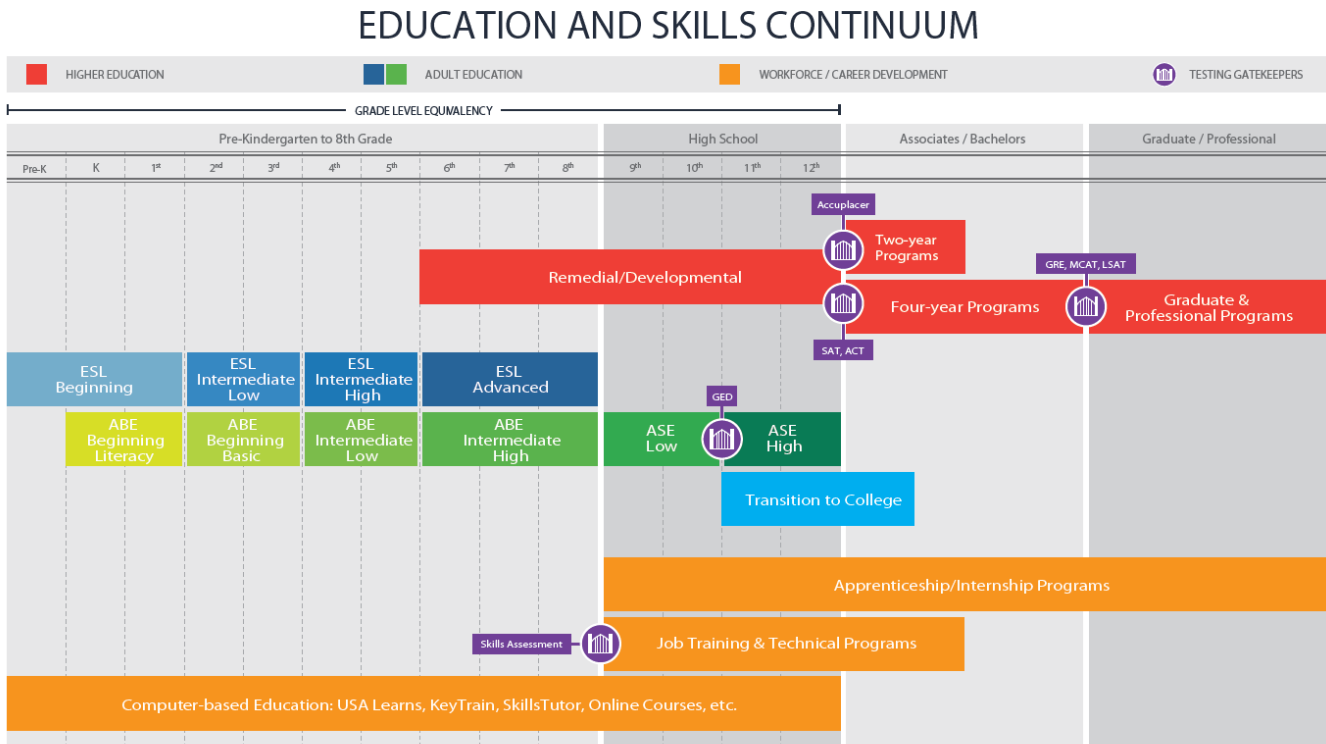 EDUCATION AND SKILLS CONTINUUM
HIGHER EDUCATION
ADULT EDUCATION
WORKFORCE / CAREER DEVELOPMENT
TESTING GATEKEEPERS
GRADE LEVEL EQUIVALENCY
Pre-Kindergarten to 8th Grade
High School
Associates / Bachelors
Graduate / Professional
Pre-K
K
1st
2nd
3rd
4th
5th
6th
7th
8th
9th
10th
11th
12th
Accuplacer
Two-year
Programs
Remedial/Developmental
GRE, MCAT, LSAT
Four-year Programs
Graduate &
Professional Programs
SAT, ACT
ESL
Beginning
ESL
Intermediate
Low
ESL
Intermediate
High
ESL
Advanced
GED
ABE
Beginning
Literacy
ABE
Beginning
Basic
ABE
Intermediate
Low
ABE
Intermediate
High
ASE
Low
ASE
High
Transition to College
Apprenticeship/Internship Programs
Skills Assessment
Job Training & Technical Programs
Computer-based Education: USA Learns, KeyTrain, SkillsTutor, Online Courses, etc.